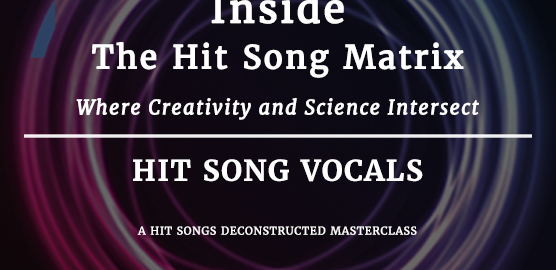 Inside
The Hit Song Matrix
Where Creativity and Science Intersect
HIT SONG VOCALS
A HIT SONGS DECONSTRUCTED MASTERCLASS